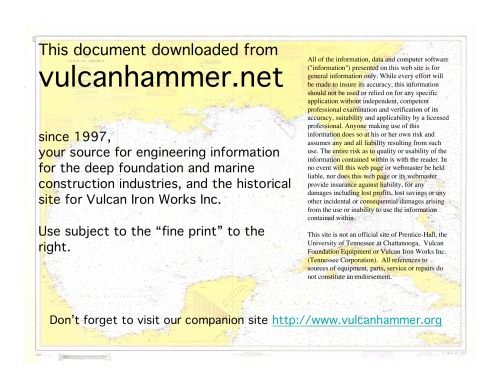 This document downloaded from
vulcanhammer.net
since 1997,
your source for engineering information
for the deep foundation and marine
construction industries, and the historical
site for Vulcan Iron Works Inc.
Use subject to the “fine print” to the
right.
All of the information, data and computer software
("information") presented on this web site is for
general information only. While every effort will
be made to insure its accuracy, this information
should not be used or relied on for any specific
application without independent, competent
professional examination and verification of its
accuracy, suitability and applicability by a licensed
professional. Anyone making use of this
information does so at his or her own risk and
assumes any and all liability resulting from such
use. The entire risk as to quality or usability of the
information contained within is with the reader. In
no event will this web page or webmaster be held
liable, nor does this web page or its webmaster
provide insurance against liability, for any
damages including lost profits, lost savings or any
other incidental or consequential damages arising
from the use or inability to use the information
contained within.
This site is not an official site of Prentice-Hall, the
University of Tennessee at Chattanooga, Vulcan
Foundation Equipment or Vulcan Iron Works Inc.
(Tennessee Corporation). All references to
sources of equipment, parts, service or repairs do
not constitute an endorsement.
Don’t forget to visit our companion site http://www.vulcanhammer.org